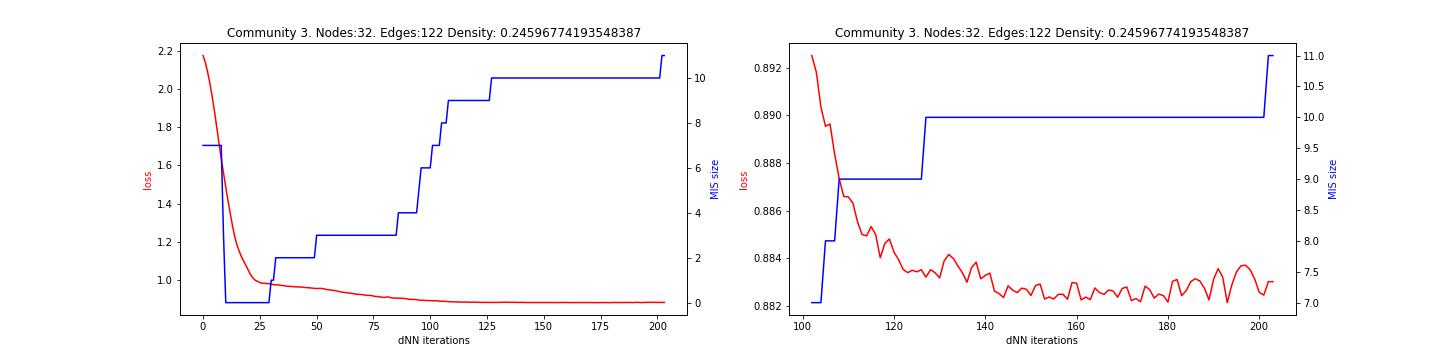 Community 3. Nodes:32. Edges:122 Density: 0.24596774193548387
2.2
2.0
1.8
1.6
1.4
1.2
1.0
loss
10
8
6
4
2
0
MIS size
0 25 50 75 100 125 150 175 200
dNN iterations
Community 3. Nodes:32. Edges:122 Density: 0.24596774193548387
0.892
0.890
0.888
0.886
0.884
0.882
loss
11.0
10.5
10.0
9.5
9.0
8.5
8.0
7.5
7.0
MIS size
100 120 140 160 180 200
dNN iterations